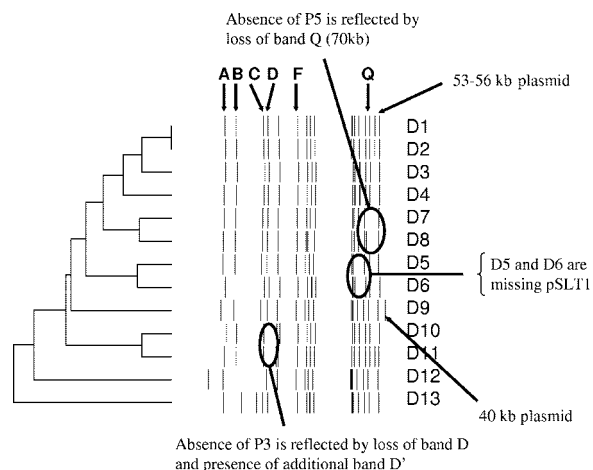 Absence of P5 is reflected by
loss of band Q (70kb)
A B C D F Q
53-56 kb plasmid
D1
D2
D3
D4
D7
D8
D5
D6
D9
D10
D11
D12
D13
D5 and D6 are
missing pSLT1
40 kb plasmid
Absence of P3 is reflected by loss of band D
and presence of additional band D'